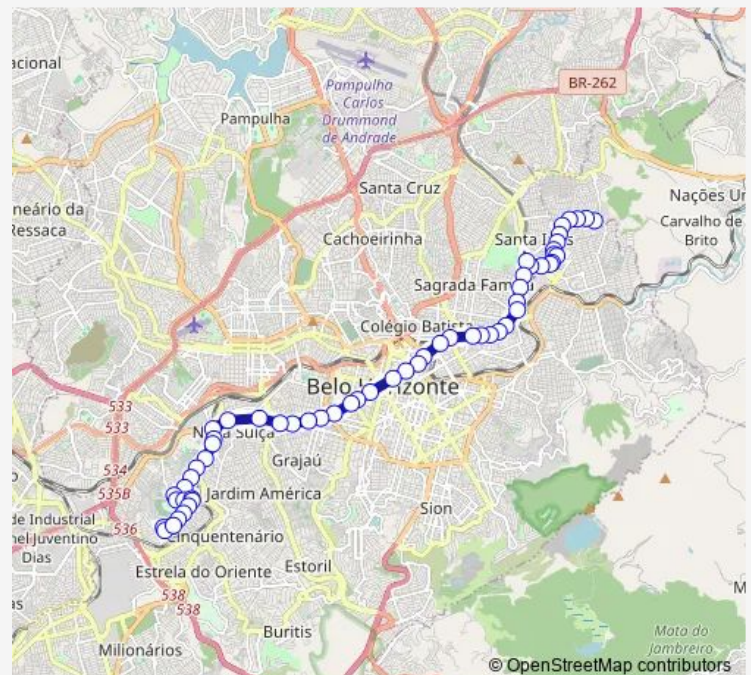 acional
Pampulha
- Carlos
Drummond
de Andrade
BR-262
Pampulha
Santa Cruz
Nações Un
Carvalho de
Brito
neário da
Ressaca
Cachoeirinha
Santa
Sagrada Fam
Colégio Batista
Belo Horizonte
533
533
Nova Suíça
Grajaú
534
535B
Jardim América
Sion
de Industrial
nel Juventino
Dias
536
Cinquentenário
Estrela do Oriente
Estoril
538
538
Buritis
Milionários
M
as
Mata do
Jambreiro
© OpenStreetMap contributors